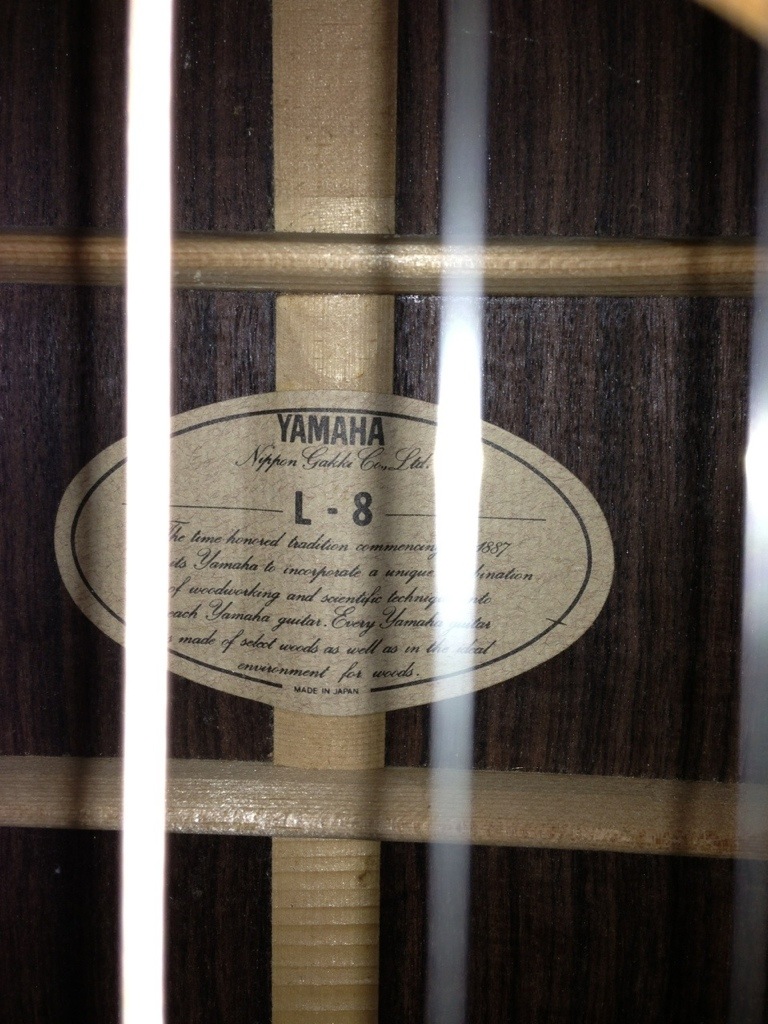 YAMAHA
Nippon Gakki Co., Ltd.
L - 8
The time honored tradition commencing 1887
its Yamaha to incorporate a unique
of woodworking and scientific
each Yamaha guitar. Every Yamaha guitar
made of select woods as well as in the ideal
environment for woods.
MADE IN JAPAN